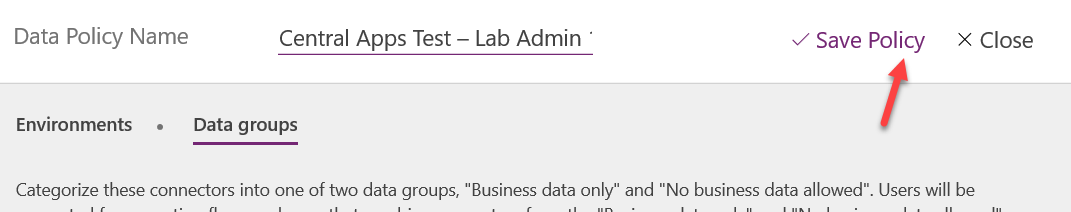 Data Policy Name
Central Apps Test – Lab Admin
Save Policy
Close
Environments
Data groups
Categorize these connectors into one of two data groups, "Business data only" and "No business data allowed". Users will be